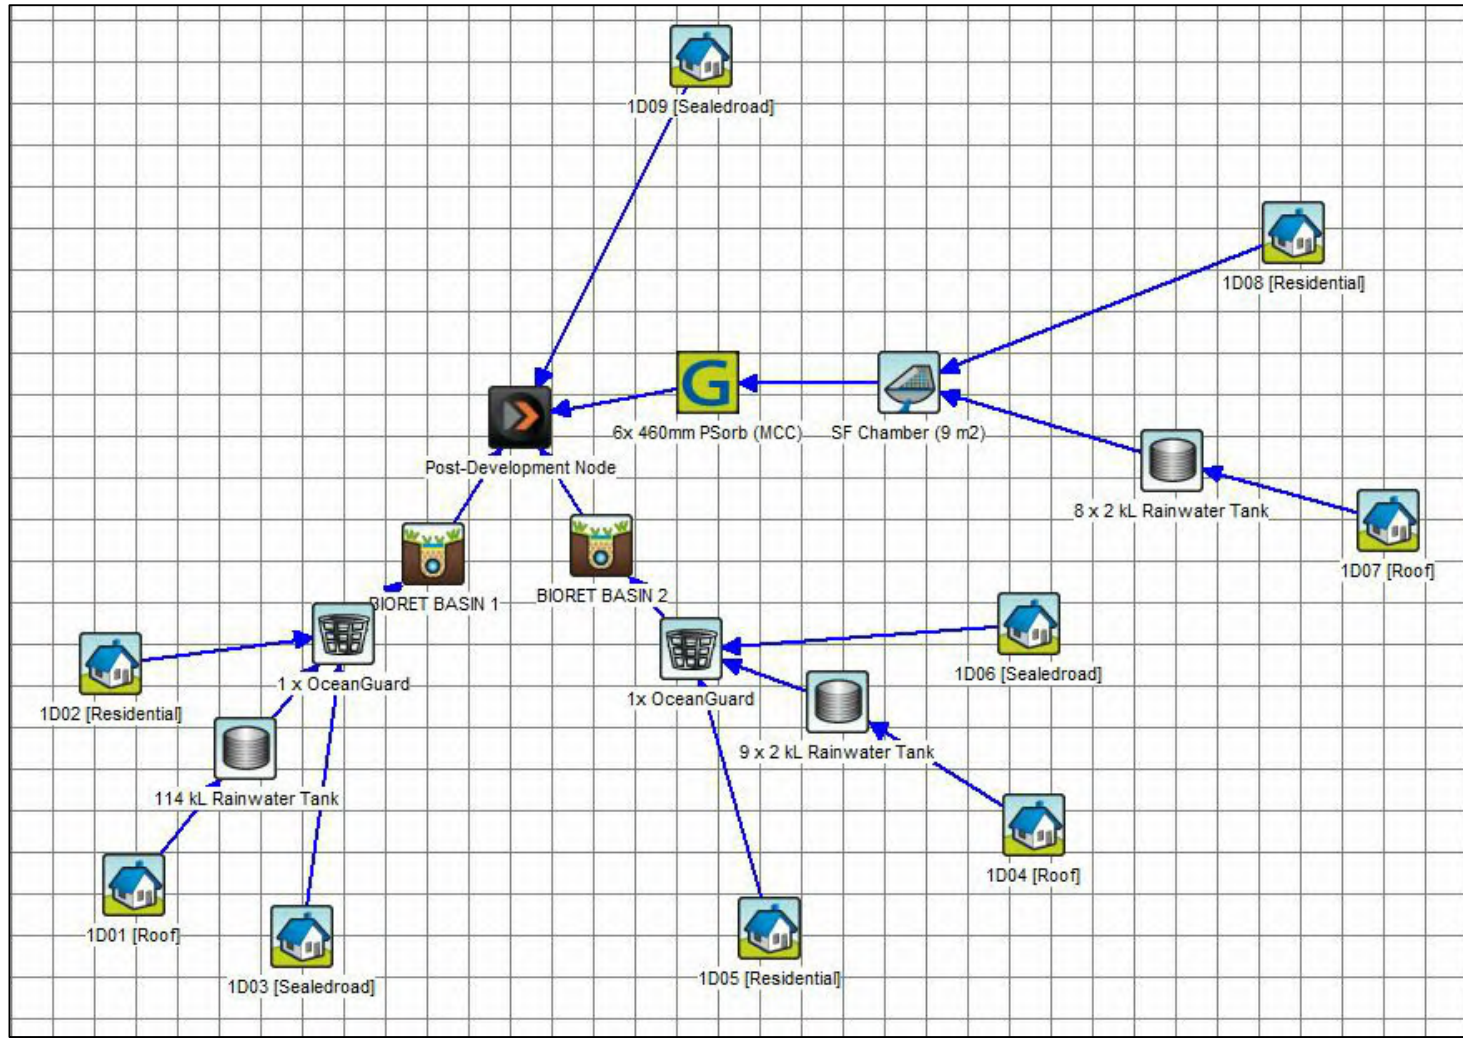 1D09 [Sealedroad]
1D08 [Residential]
G
6x 460mm PSorb (MCC)
SF Chamber (9 m2)
Post-Development Node
8 x 2 kL Rainwater Tank
1D07 [Roof]
BIORET BASIN 1
BIORET BASIN 2
1D06 [Sealedroad]
1 x OceanGuard
1x OceanGuard
1D02 [Residential]
9 x 2 kL Rainwater Tank
114 kL Rainwater Tank
1D04 [Roof]
1D01 [Roof]
1D05 [Residential]
1D03 [Sealedroad]